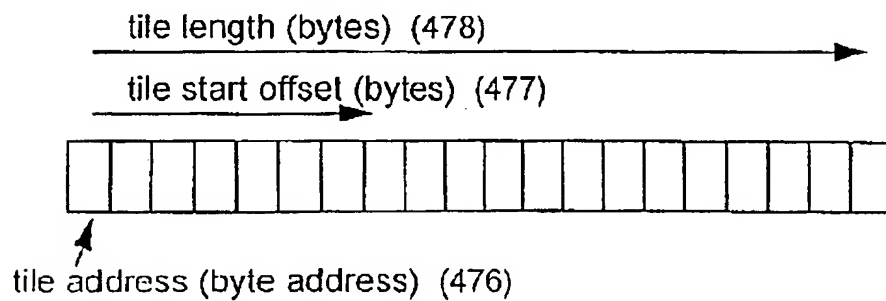 tile length (bytes) (478)
tile start offset (bytes) (477)
tile address (byte address) (476)